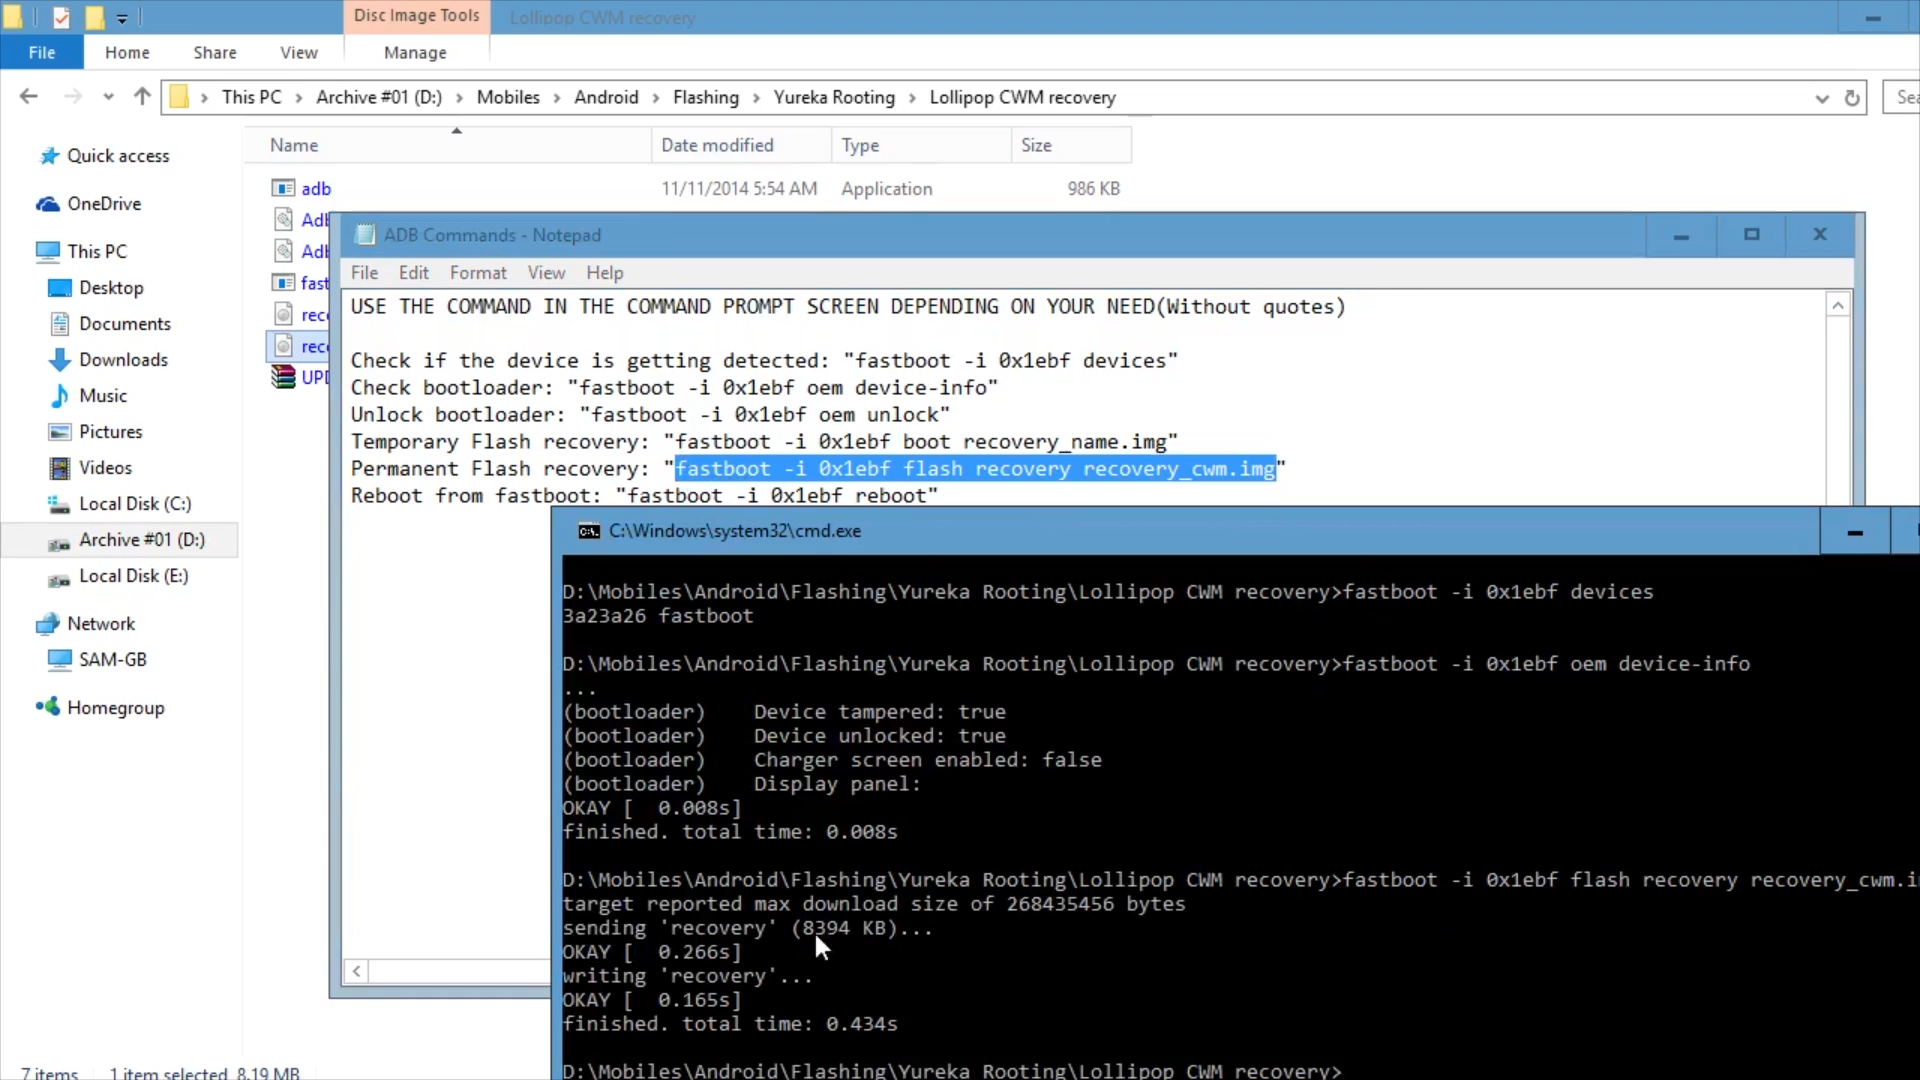 Disc Image Tools
Lollipop CWM recovery
File Home Share View Manage
This PC Archive #01 (D:) Mobiles Android Flashing Yureka Rooting Lollipop CWM recovery
Name Date modified Type Size
Quick access
OneDrive
This PC
Desktop
Documents
Downloads
Music
Pictures
Videos
Local Disk (C:)
Archive #01 (D:)
Local Disk (E:)
Network
SAM-GB
Homegroup
adb 11/11/2014 5:54 AM Application 986 KB
7 items 1 item selected 8.19 MB
ADB Commands - Notepad
File Edit Format View Help
USE THE COMMAND IN THE COMMAND PROMPT SCREEN DEPENDING ON YOUR NEED(Without quotes)
Check if the device is getting detected: "fastboot -i 0x1ebf devices"
Check bootloader: "fastboot -i 0x1ebf oem device-info"
Unlock bootloader: "fastboot -i 0x1ebf oem unlock"
Temporary Flash recovery: "fastboot -i 0x1ebf boot recovery_name.img"
Permanent Flash recovery: "fastboot -i 0x1ebf flash recovery recovery_cwm.img"
Reboot from fastboot: "fastboot -i 0x1ebf reboot"
C:\Windows\system32\cmd.exe
D:\Mobiles\Android\Flashing\Yureka Rooting\Lollipop CWM recovery>fastboot -i 0x1ebf devices
3a23a26 fastboot
D:\Mobiles\Android\Flashing\Yureka Rooting\Lollipop CWM recovery>fastboot -i 0x1ebf oem device-info
...
(bootloader) Device tampered: true
(bootloader) Device unlocked: true
(bootloader) Charger screen enabled: false
(bootloader) Display panel:
OKAY [ 0.008s]
finished. total time: 0.008s
D:\Mobiles\Android\Flashing\Yureka Rooting\Lollipop CWM recovery>fastboot -i 0x1ebf flash recovery recovery_cwm.i
target reported max download size of 268435456 bytes
sending 'recovery' (8394 KB)...
OKAY [ 0.266s]
writing 'recovery'...
OKAY [ 0.165s]
finished. total time: 0.434s
D:\Mobiles\Android\Flashing\Yureka Rooting\Lollipop CWM recovery>